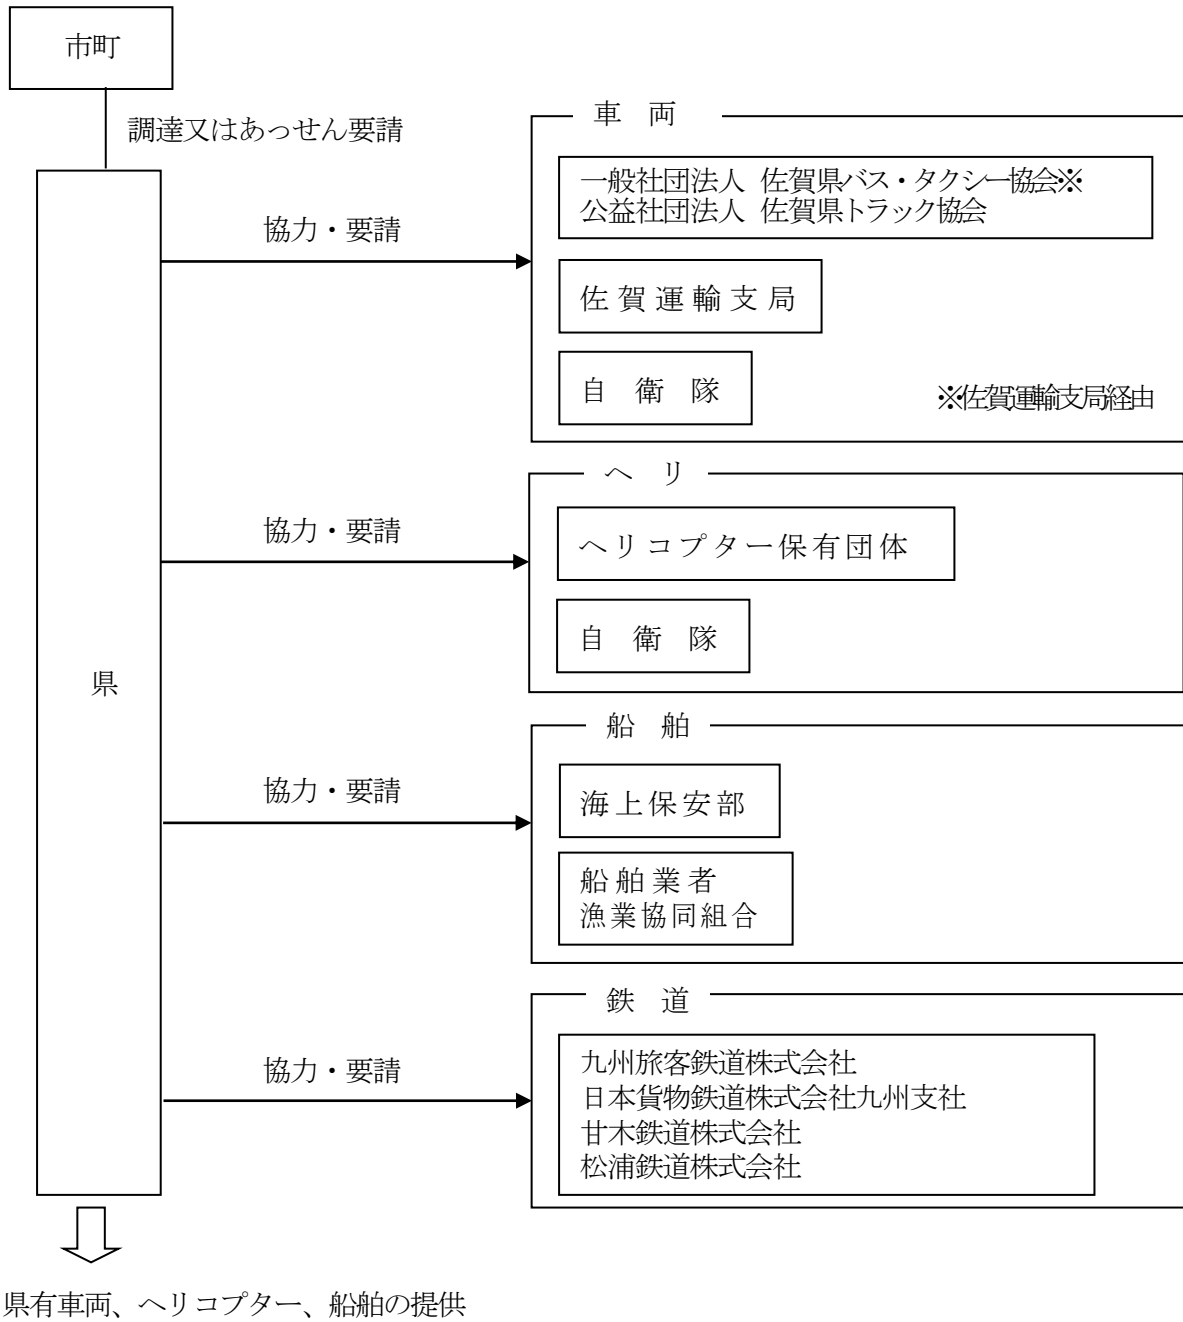 市町
調達又はあっせん要請
車両
一般社団法人 佐賀県バス・タクシー協会※
公益社団法人 佐賀県トラック協会
協力・要請
佐賀運輸支局
自衛隊
※佐賀運輸支局経由
ヘリ
協力・要請
ヘリコプター保有団体
自衛隊
県
船舶
協力・要請
海上保安部
船舶業者
漁業協同組合
鉄道
協力・要請
九州旅客鉄道株式会社
日本貨物鉄道株式会社九州支社
甘木鉄道株式会社
松浦鉄道株式会社
県有車両、ヘリコプター、船舶の提供